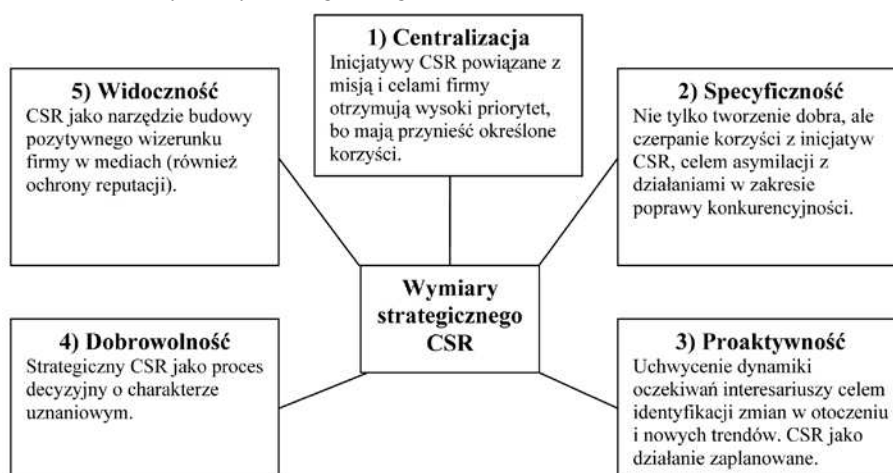 1) Centralizacja
Inicjatywy CSR powiązane z
misją i celami firmy
otrzymują wysoki priorytet,
bo mają przynieść określone
korzyści.
2) Specyficzność
Nie tylko tworzenie dobra, ale
czerpanie korzyści z inicjatyw
CSR, celem asymilacji z
działaniami w zakresie
poprawy konkurencyjności.
3) Proaktywność
Uchwycenie dynamiki
oczekiwań interesariuszy celem
identyfikacji zmian w otoczeniu
i nowych trendów. CSR jako
działanie zaplanowane.
4) Dobrowolność
Strategiczny CSR jako proces
decyzyjny o charakterze
uznaniowym.
5) Widoczność
CSR jako narzędzie budowy
pozytywnego wizerunku
firmy w mediach (również
ochrony reputacji).
Wymiary
strategicznego
CSR